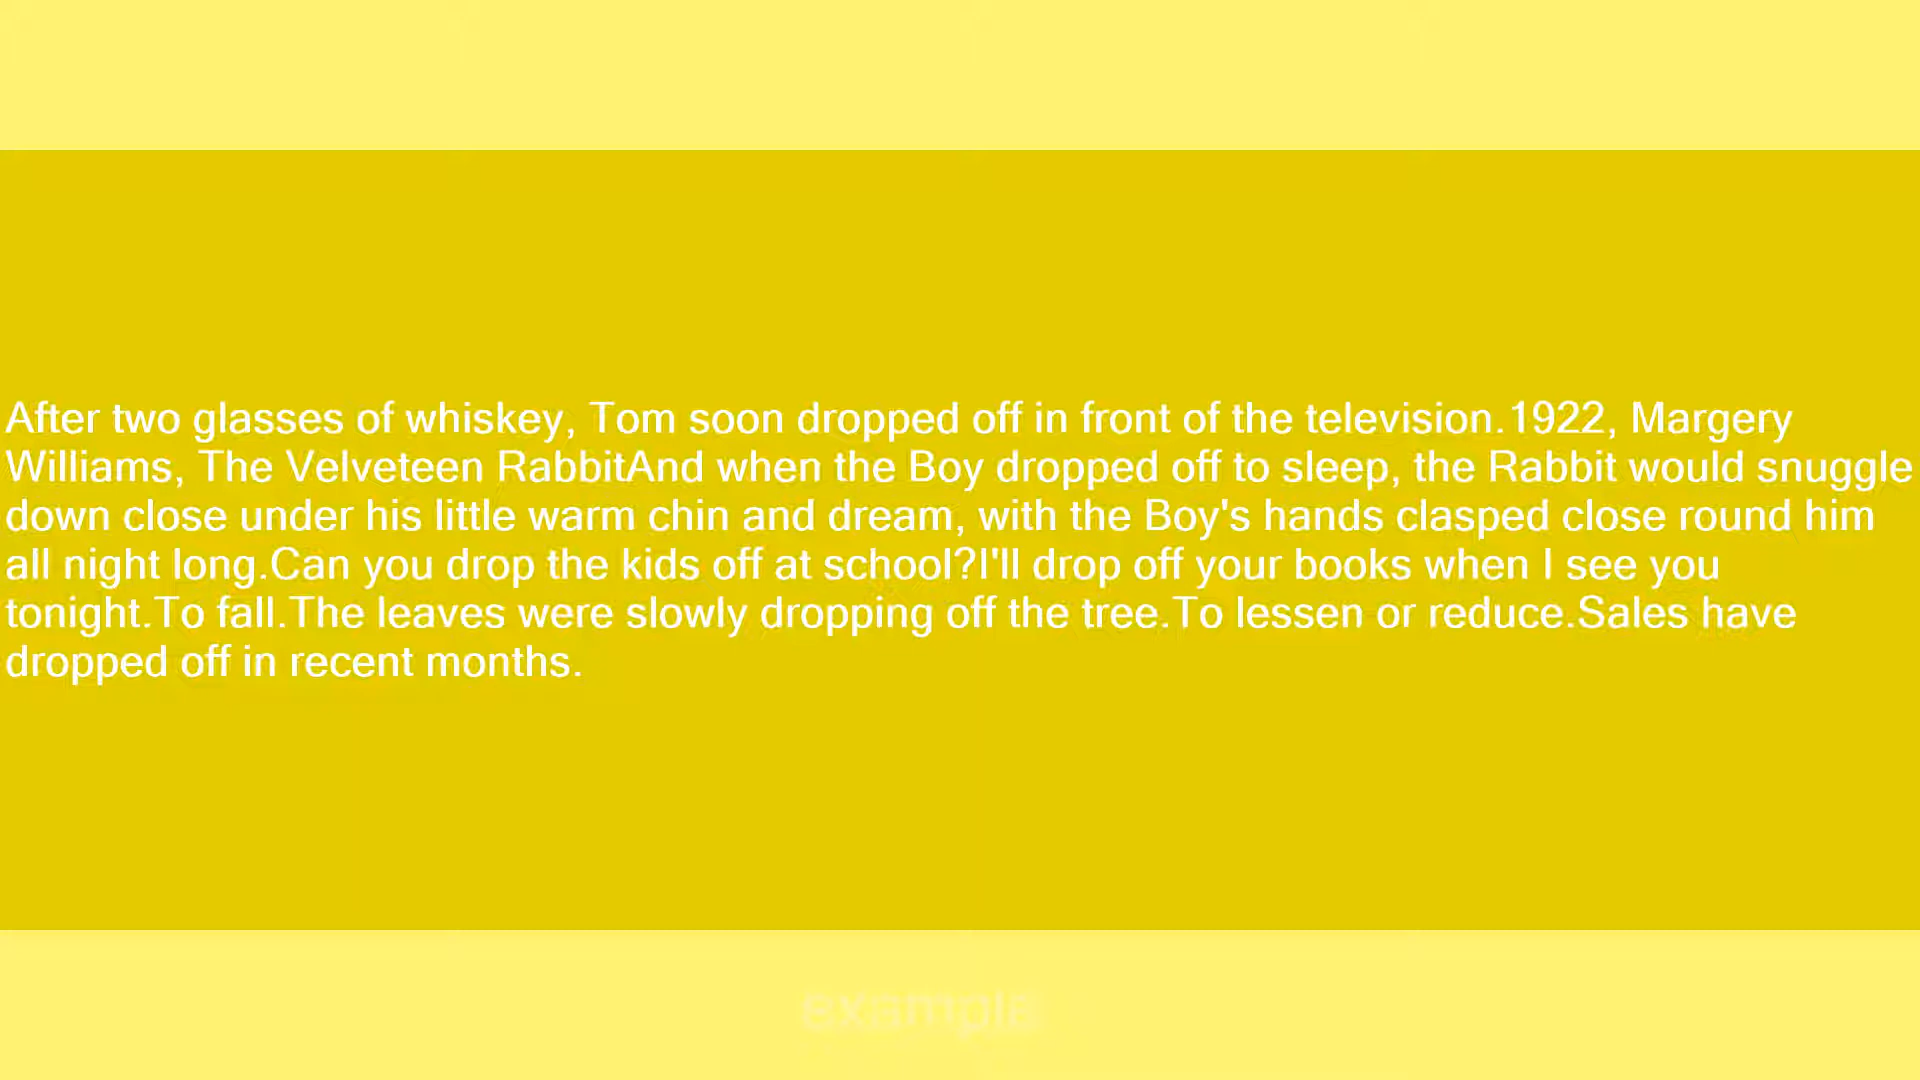 After two glasses of whiskey, Tom soon dropped off in front of the television.1922, Margery
Williams, The Velveteen RabbitAnd when the Boy dropped off to sleep, the Rabbit would snuggle
down close under his little warm chin and dream, with the Boy's hands clasped close round him
all night long.Can you drop the kids off at school?I'll drop off your books when I see you
tonight.To fall.The leaves were slowly dropping off the tree.To lessen or reduce.Sales have
dropped off in recent months.
example